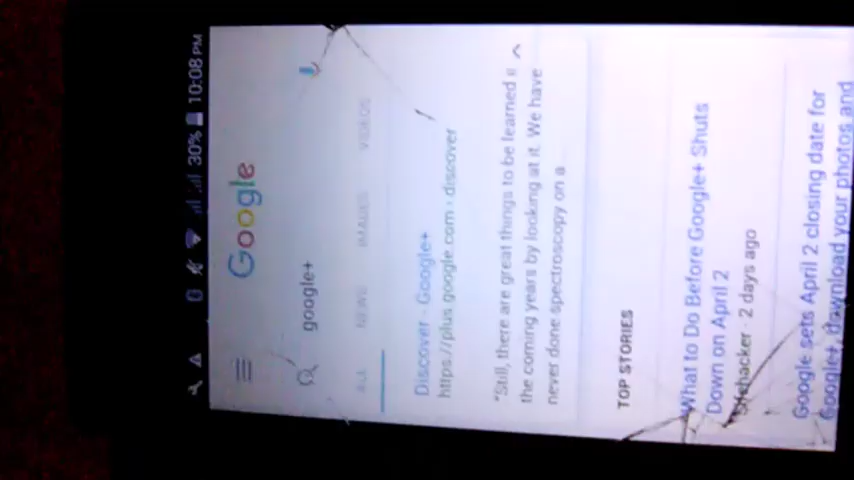 30% 10:08 PM
Google
google+
ALL NEWS IMAGES VIDEOS
Discover - Google+
https://plus.google.com › discover
"Still, there are great things to be learned
the coming years by looking at it. We have
never done spectroscopy on a
TOP STORIES
What to Do Before Google+ Shuts
Down on April 2
Lifehacker · 2 days ago
Google sets April 2 closing date for
Google+, download your photos and